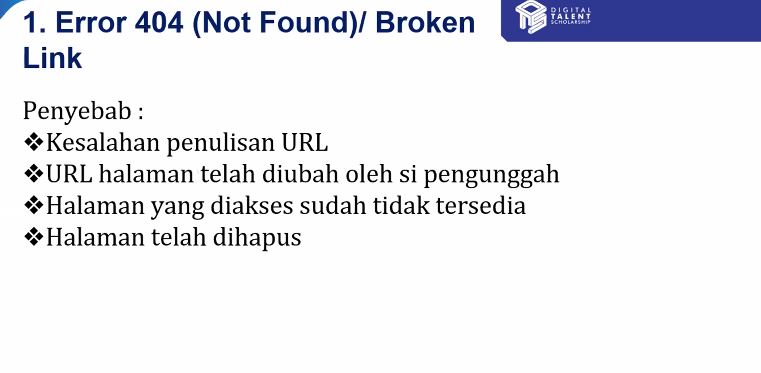 1. Error 404 (Not Found)/ Broken
Link
DIGITAL
TALENT
SCHOLARSHIP
Penyebab :
❖Kesalahan penulisan URL
❖URL halaman telah diubah oleh si pengunggah
❖Halaman yang diakses sudah tidak tersedia
❖Halaman telah dihapus